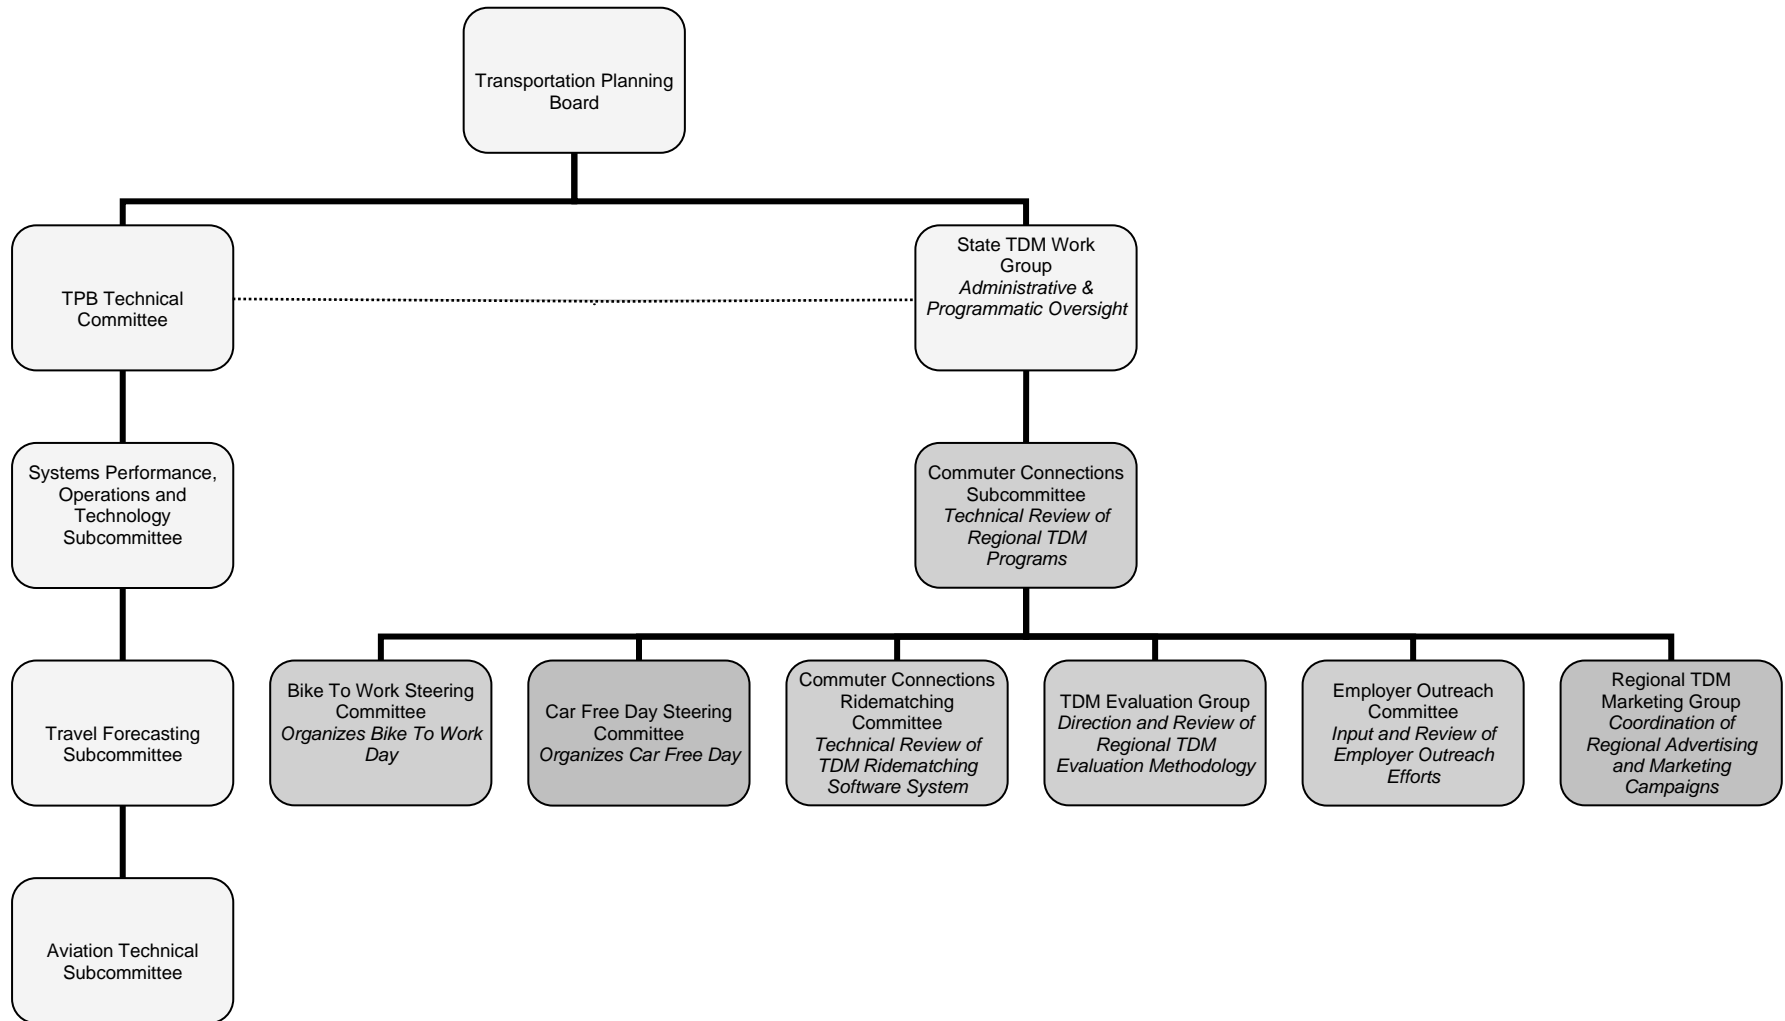 Transportation Planning
Board
TPB Technical
Committee
State TDM Work
Group
Administrative &
Programmatic Oversight
Systems Performance,
Operations and
Technology
Subcommittee
Commuter Connections
Subcommittee
Technical Review of
Regional TDM
Programs
Travel Forecasting
Subcommittee
Bike To Work Steering
Committee
Organizes Bike To Work
Day
Car Free Day Steering
Committee
Organizes Car Free Day
Commuter Connections
Ridematching
Committee
Technical Review of
TDM Ridematching
Software System
TDM Evaluation Group
Direction and Review of
Regional TDM
Evaluation Methodology
Employer Outreach
Committee
Input and Review of
Employer Outreach
Efforts
Regional TDM
Marketing Group
Coordination of
Regional Advertising
and Marketing
Campaigns
Aviation Technical
Subcommittee